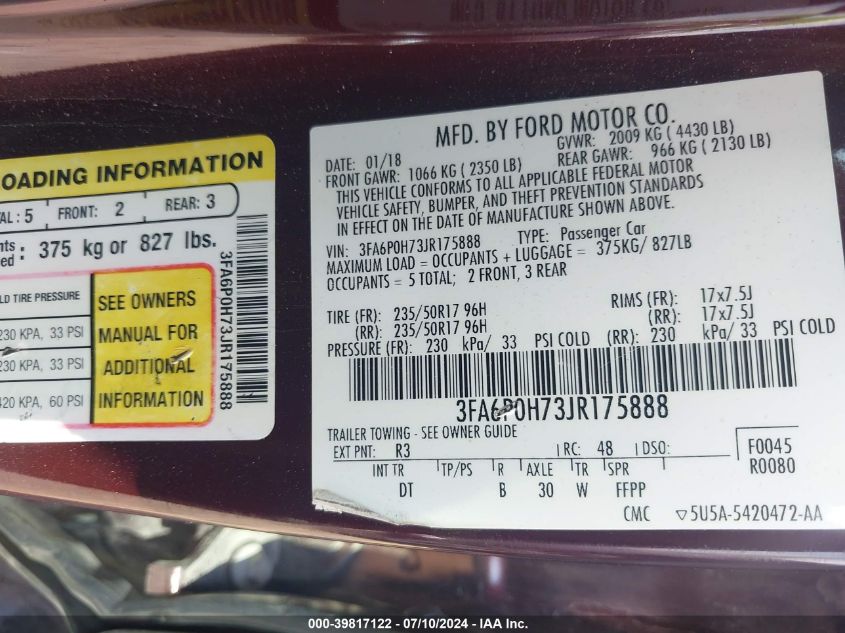 OADING INFORMATION
AL: 5 FRONT: 2 REAR: 3
375 kg or 827 lbs.
LD TIRE PRESSURE
230 KPA, 33 PSI
230 KPA, 33 PSI
420 KPA, 60 PSI
SEE OWNERS
MANUAL FOR
ADDITIONAL
INFORMATION
3FA6P0H73JR175888
MFD. BY FORD MOTOR CO.
DATE: 01/18 GVWR: 2009 KG ( 4430 LB)
FRONT GAWR: 1066 KG ( 2350 LB) REAR GAWR: 966 KG ( 2130 LB)
THIS VEHICLE CONFORMS TO ALL APPLICABLE FEDERAL MOTOR
VEHICLE SAFETY, BUMPER, AND THEFT PREVENTION STANDARDS
IN EFFECT ON THE DATE OF MANUFACTURE SHOWN ABOVE.
VIN: 3FA6P0H73JR175888 TYPE: Passenger Car
MAXIMUM LOAD = OCCUPANTS + LUGGAGE = 375KG/ 827LB
OCCUPANTS = 5 TOTAL; 2 FRONT, 3 REAR
TIRE (FR): 235/50R17 96H RIMS (FR): 17x7.5J
(RR): 235/50R17 96H (RR): 17x7.5J
PRESSURE (FR): 230 kPa/ 33 PSI COLD (RR): 230 kPa/ 33 PSI COLD
3FA6P0H73JR175888
TRAILER TOWING - SEE OWNER GUIDE
EXT PNT: R3 RC: 48 DSO: F0045
R0080
INT TR TP/PS R AXLE TR SPR
DT B 30 W FFPP
CMC ▽5U5A-5420472-AA
000-39817122 - 07/10/2024 - IAA Inc.